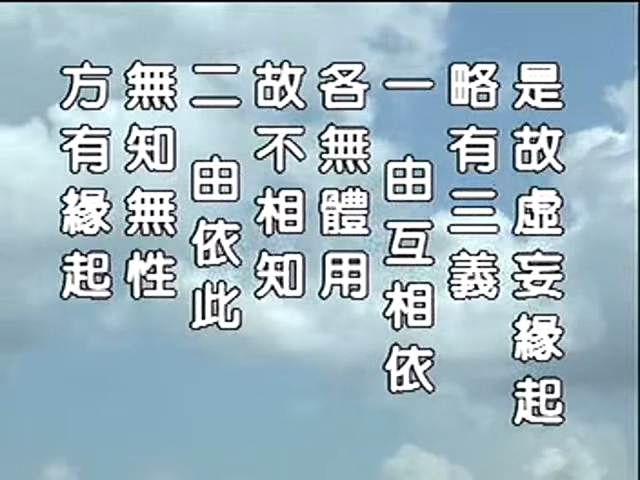 是故虛妄緣起
略有三義
一 由互相依
各無體用
故不相知
二 由依此
無知無性
方有緣起